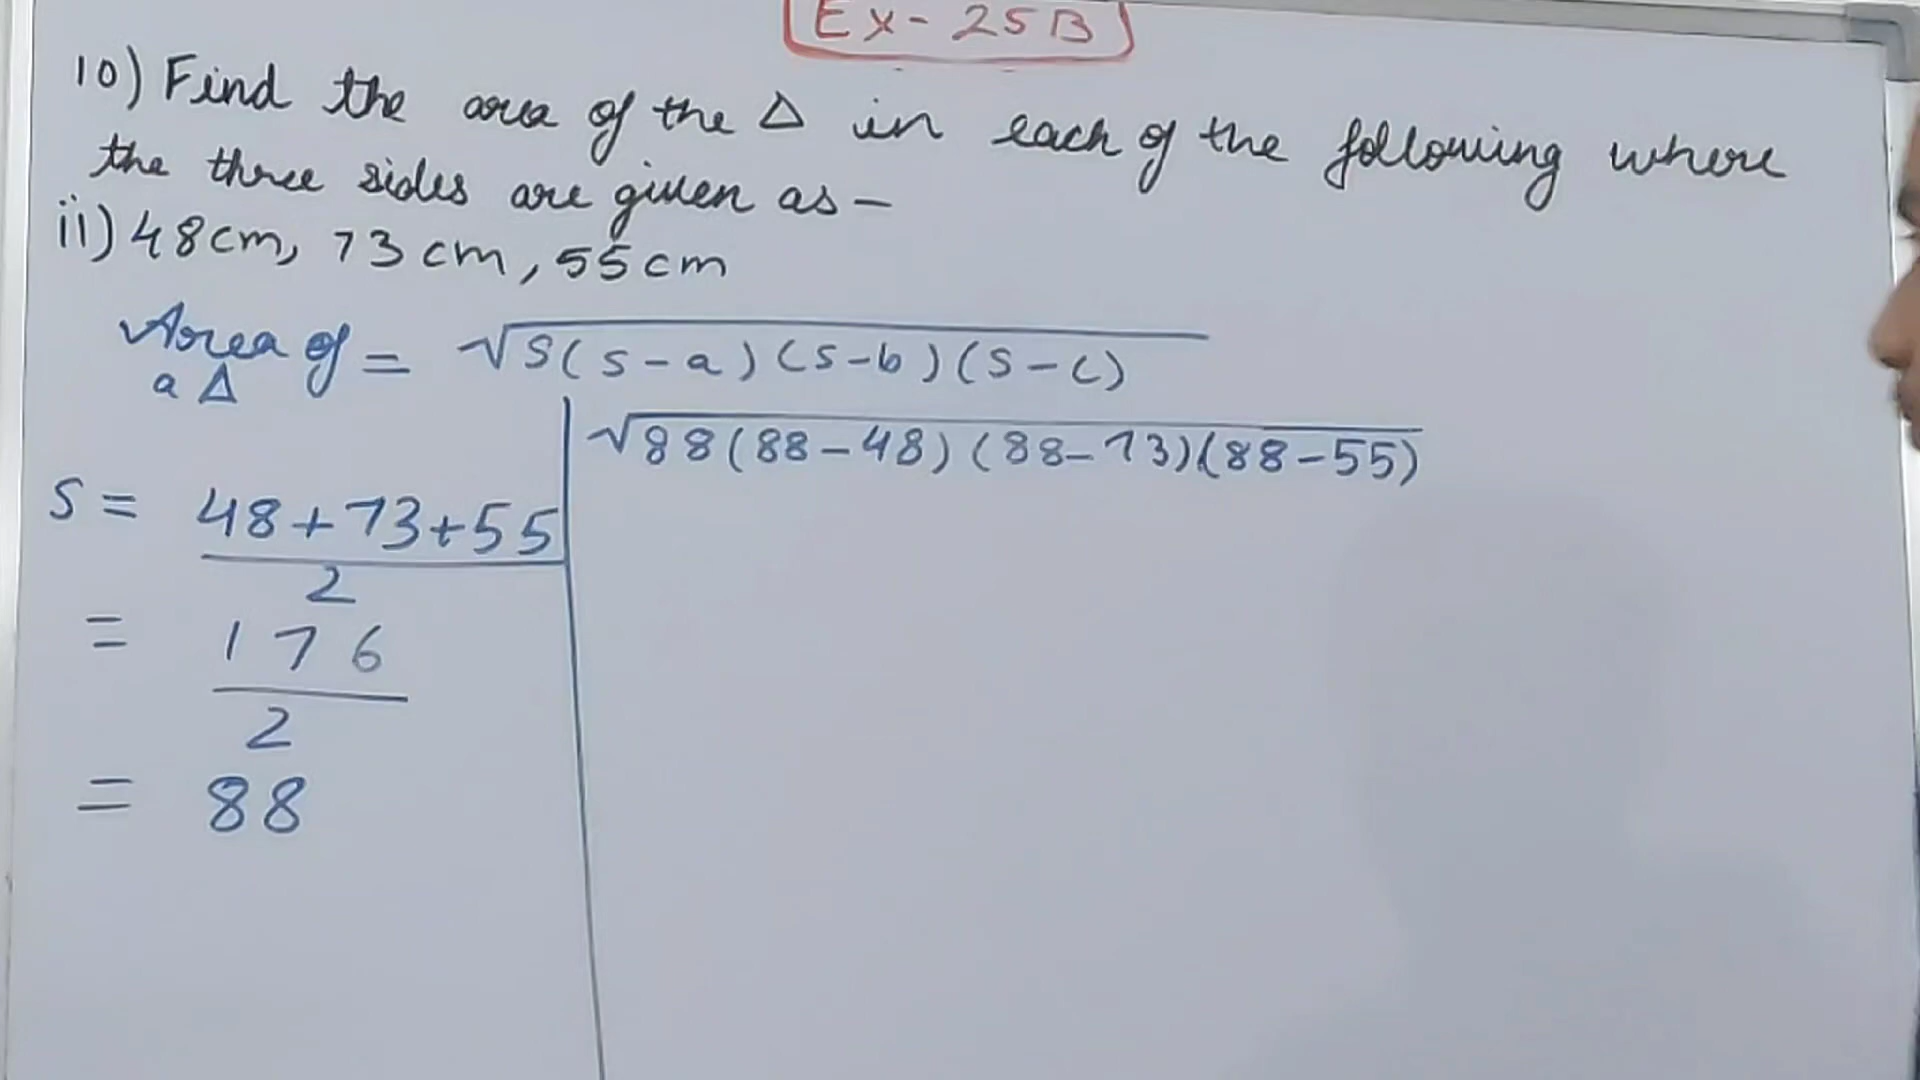 Ex- 25B
10) Find the area of the Δ in each of the following where
the three sides are given as –
ii) 48cm, 73cm, 55cm
Area of a Δ = √S(S-a)(S-b)(S-c)
√88(88-48)(88-73)(88-55)
S = 48+73+55
2
= 176
2
= 88